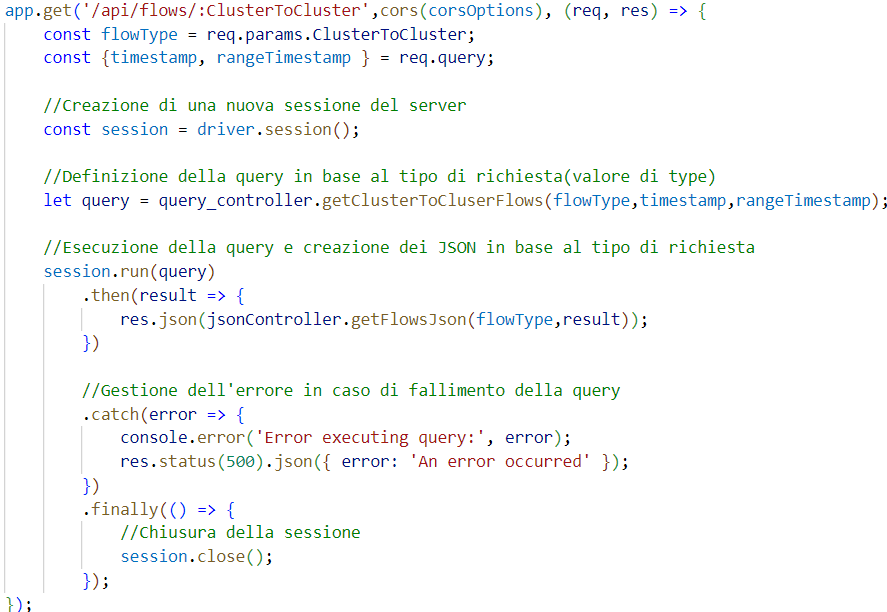 app.get('/api/flows/:ClusterToCluster',cors(corsOptions), (req, res) => {
    const flowType = req.params.ClusterToCluster;
    const {timestamp, rangeTimestamp } = req.query;

    //Creazione di una nuova sessione del server
    const session = driver.session();

    //Definizione della query in base al tipo di richiesta(valore di type)
    let query = query_controller.getClusterToCluserFlows(flowType,timestamp,rangeTimestamp);

    //Esecuzione della query e creazione dei JSON in base al tipo di richiesta
    session.run(query)
        .then(result => {
            res.json(jsonController.getFlowsJson(flowType,result));
        })

        //Gestione dell'errore in caso di fallimento della query
        .catch(error => {
            console.error('Error executing query:', error);
            res.status(500).json({ error: 'An error occurred' });
        })
        .finally(() => {
            //Chiusura della sessione
            session.close();
        });
});